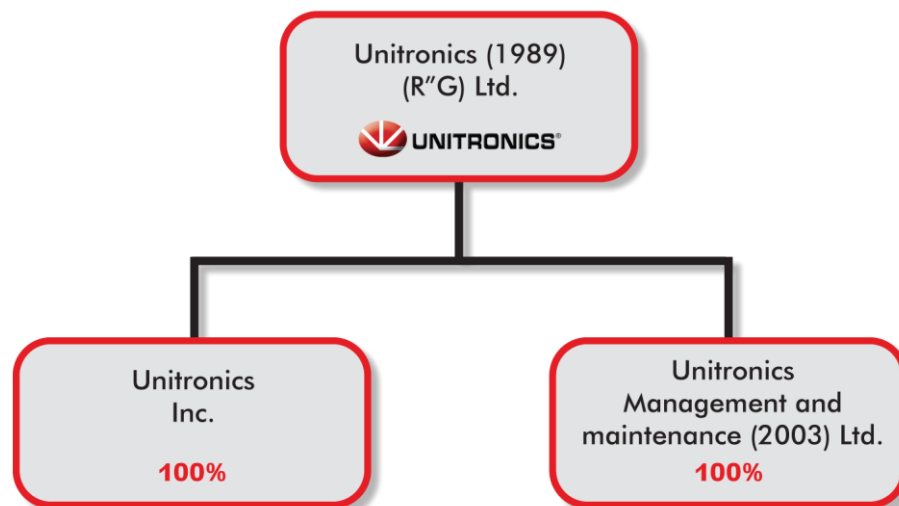 Unitronics (1989)
(R"G) Ltd.
UNITRONICS®
Unitronics
Inc.
100%
Unitronics
Management and
maintenance (2003) Ltd.
100%